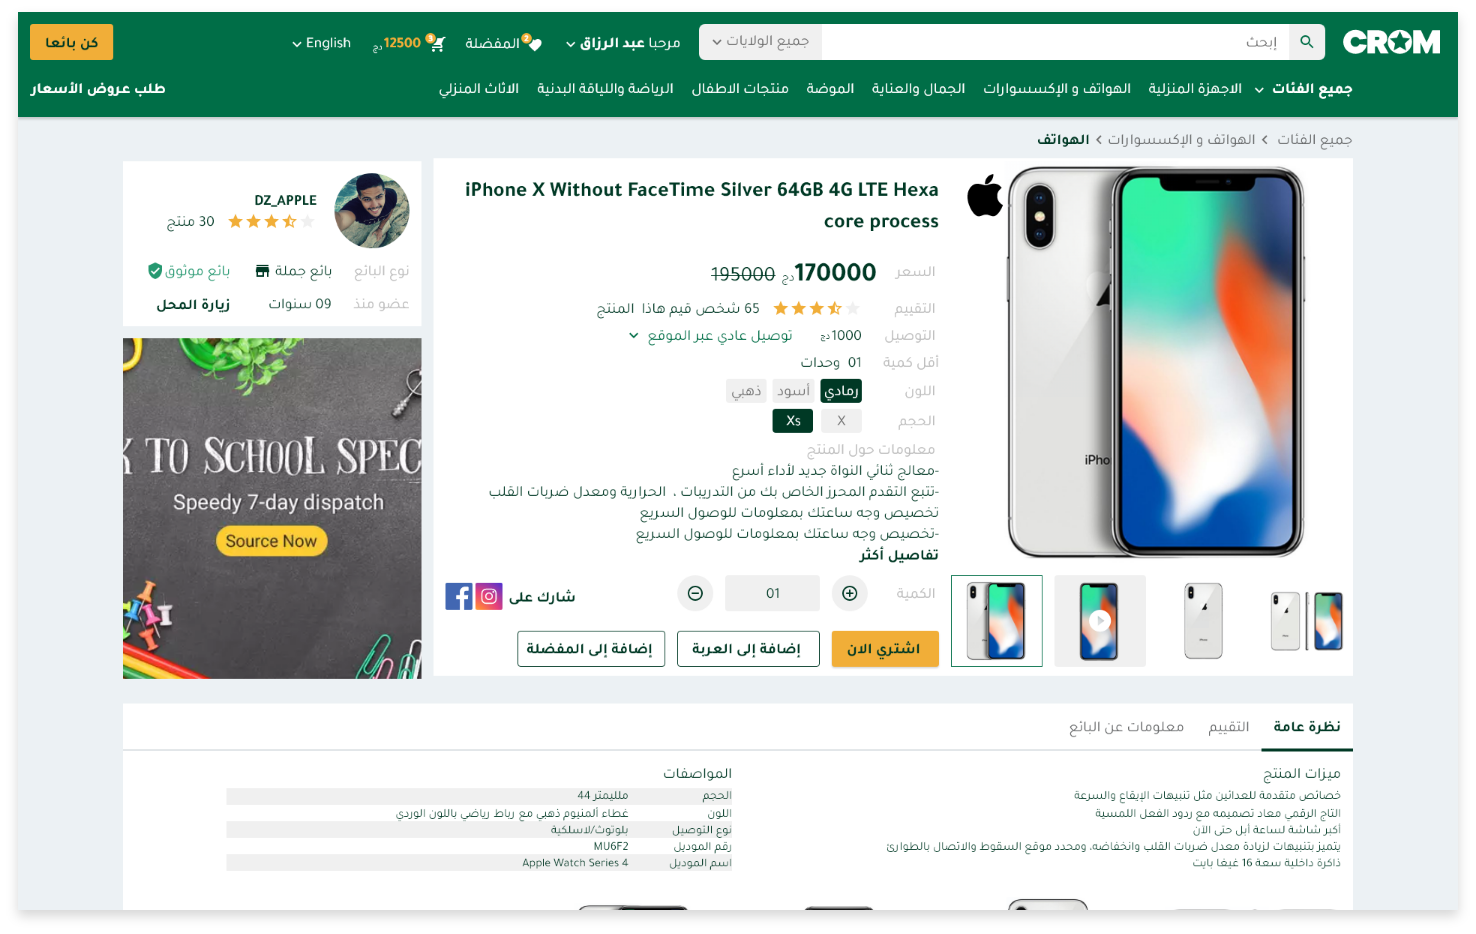 CROM
إبحث
جميع الولايات
مرحبا عبد الرزاق
المفضلة
2
3
12500دج
English
كن بائعا
جميع الفئات
الاجهزة المنزلية
الهواتف و الإكسسوارات
الجمال والعناية
الموضة
منتجات الاطفال
الرياضة واللياقة البدنية
الاثاث المنزلي
طلب عروض الأسعار
جميع الفئات > الهواتف و الإكسسوارات > الهواتف
iPhone X Without FaceTime Silver 64GB 4G LTE Hexa
core process
السعر
170000دج
195000
التقييم
65 شخص قيم هاذا المنتج
التوصيل
1000دج
توصيل عادي عبر الموقع
أقل كمية
01 وحدات
اللون
رمادي
أسود
ذهبي
الحجم
X
Xs
معلومات حول المنتج
-معالج ثنائي النواة جديد لأداء أسرع
-تتبع التقدم المحرز الخاص بك من التدريبات ، الحرارية ومعدل ضربات القلب
تخصيص وجه ساعتك بمعلومات للوصول السريع
-تخصيص وجه ساعتك بمعلومات للوصول السريع
تفاصيل أكثر
الكمية
01
شارك على
اشتري الان
إضافة إلى العربة
إضافة إلى المفضلة
iPho
DZ_APPLE
30 منتج
نوع البائع
بائع جملة
بائع موثوق
عضو منذ
09 سنوات
زيارة المحل
K TO SCHOOL SPEC
Speedy 7-day dispatch
Source Now
نظرة عامة
التقييم
معلومات عن البائع
ميزات المنتج
خصائص متقدمة للعدائين مثل تنبيهات الإيقاع والسرعة
التاج الرقمي معاد تصميمه مع ردود الفعل اللمسية
أكبر شاشة لساعة أبل حتى الآن
يتميز بتنبيهات لزيادة معدل ضربات القلب وانخفاضه، ومحدد موقع السقوط والاتصال بالطوارئ
ذاكرة داخلية سعة 16 غيغا بايت
المواصفات
الحجم ملليمتر 44
اللون غطاء ألمنيوم ذهبي مع رباط رياضي باللون الوردي
نوع التوصيل بلوتوث/لاسلكية
رقم الموديل MU6F2
اسم الموديل Apple Watch Series 4